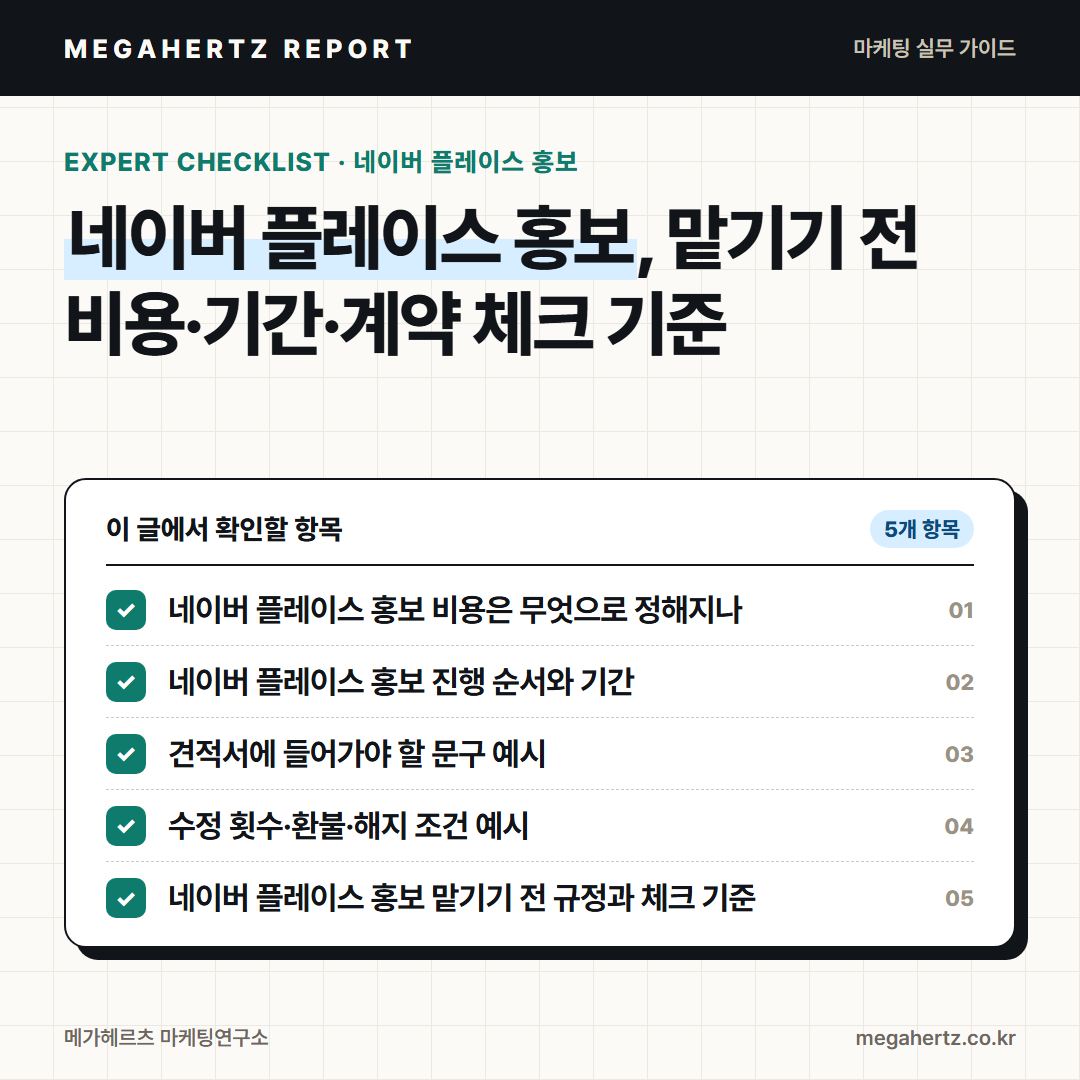 MEGAHERTZ REPORT
마케팅 실무 가이드
EXPERT CHECKLIST · 네이버 플레이스 홍보
네이버 플레이스 홍보, 맡기기 전
비용·기간·계약 체크 기준
이 글에서 확인할 항목
5개 항목
네이버 플레이스 홍보 비용은 무엇으로 정해지나
01
네이버 플레이스 홍보 진행 순서와 기간
02
견적서에 들어가야 할 문구 예시
03
수정 횟수·환불·해지 조건 예시
04
네이버 플레이스 홍보 맡기기 전 규정과 체크 기준
05
메가헤르츠 마케팅연구소
megahertz.co.kr